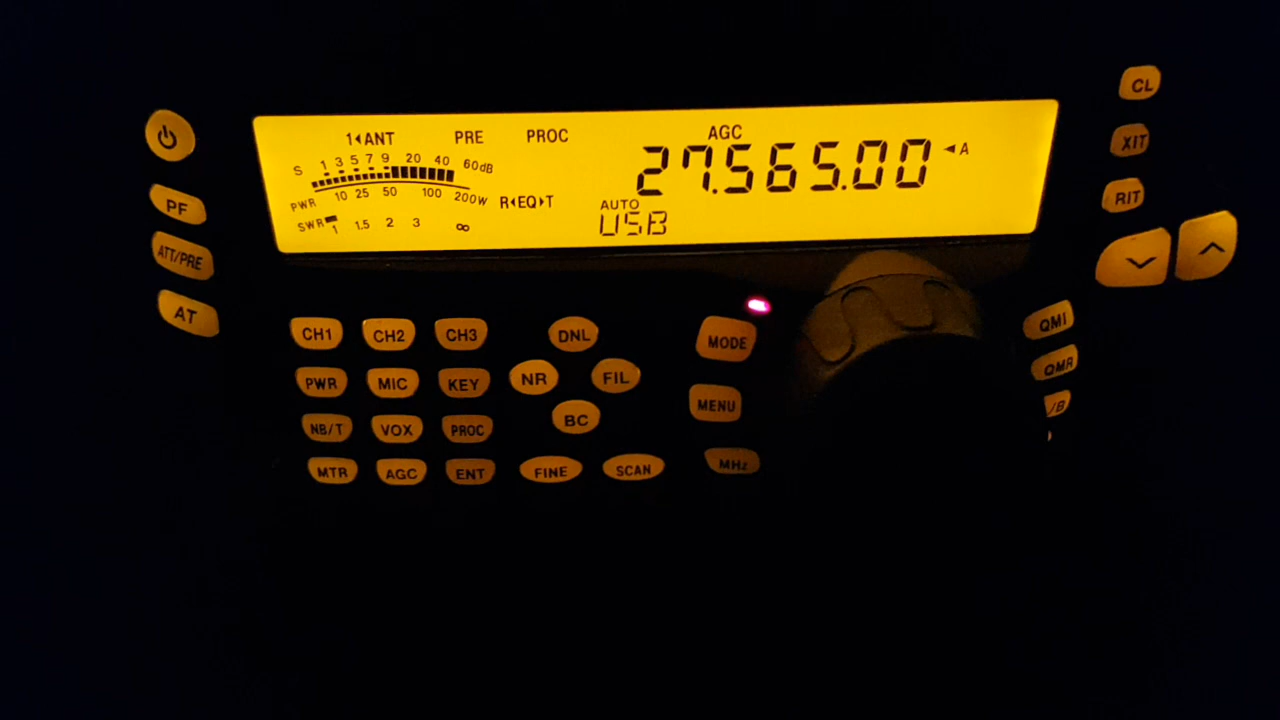 1◂ANT PRE PROC AGC
S 1 3 5 7 9 20 40 60dB
27.565.00 ◂A
PWR 10 25 50 100 200W R◂EQ▸T AUTO
SWR 1 1.5 2 3 ∞ USB
PF
ATT/PRE
AT
CL
XIT
RIT
CH1 CH2 CH3 DNL MODE QMI
PWR MIC KEY NR FIL QMR
NB/T VOX PROC BC MENU /B
MTR AGC ENT FINE SCAN MHz